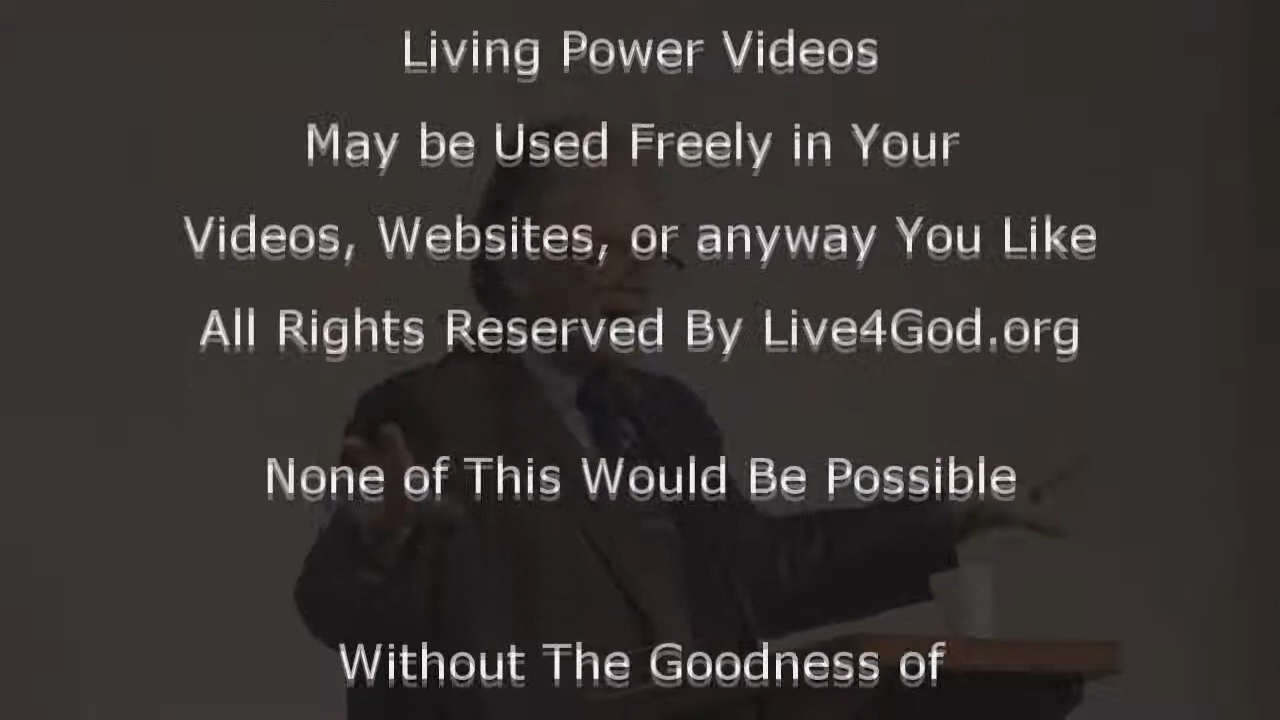 Living Power Videos
May be Used Freely in Your
Videos, Websites, or anyway You Like
All Rights Reserved By Live4God.org
None of This Would Be Possible
Without The Goodness of